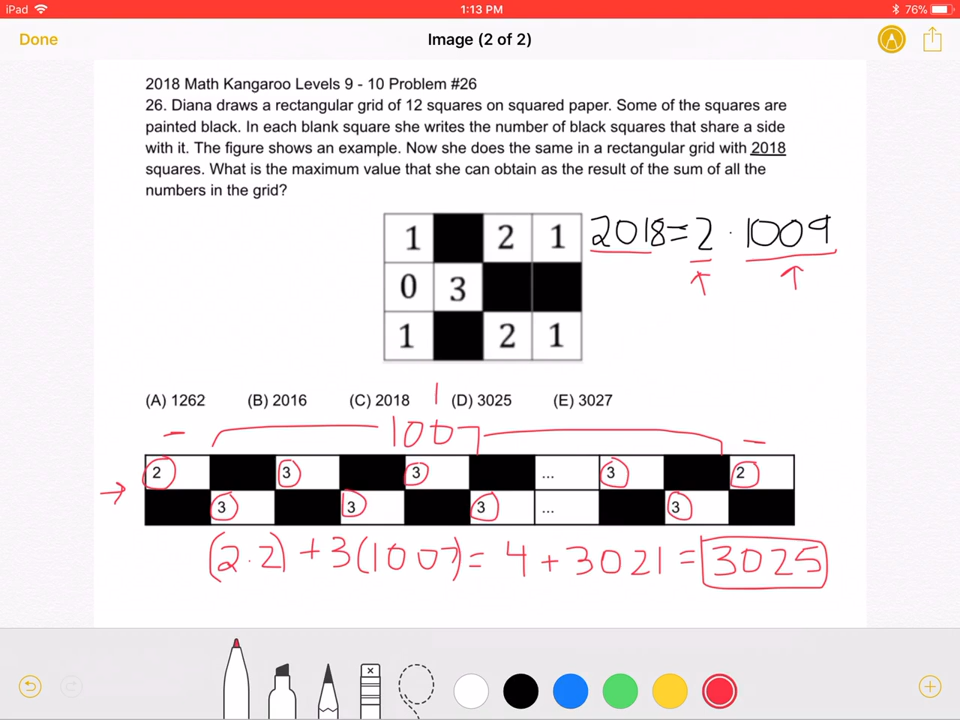 iPad 1:13 PM 76%
Done Image (2 of 2)
2018 Math Kangaroo Levels 9 - 10 Problem #26
26. Diana draws a rectangular grid of 12 squares on squared paper. Some of the squares are
painted black. In each blank square she writes the number of black squares that share a side
with it. The figure shows an example. Now she does the same in a rectangular grid with 2018
squares. What is the maximum value that she can obtain as the result of the sum of all the
numbers in the grid?
1 2 1 2018=2·1009
0 3
1 2 1
(A) 1262 (B) 2016 (C) 2018 (D) 3025 (E) 3027
1007
2 3 3 ... 3 2
3 3 3 ... 3
(2·2)+3(1007)=4+3021=3025